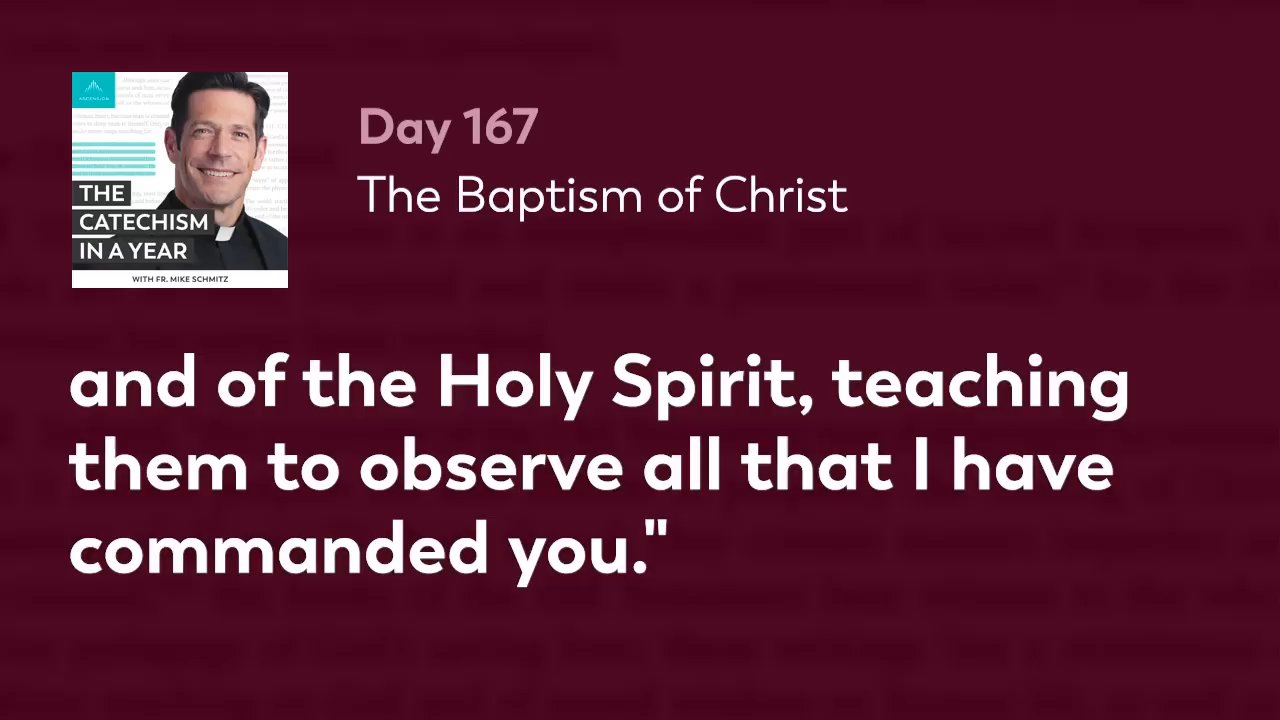 ASCENSION
THE
CATECHISM
IN A YEAR
WITH FR. MIKE SCHMITZ
Day 167
The Baptism of Christ
and of the Holy Spirit, teaching
them to observe all that I have
commanded you."